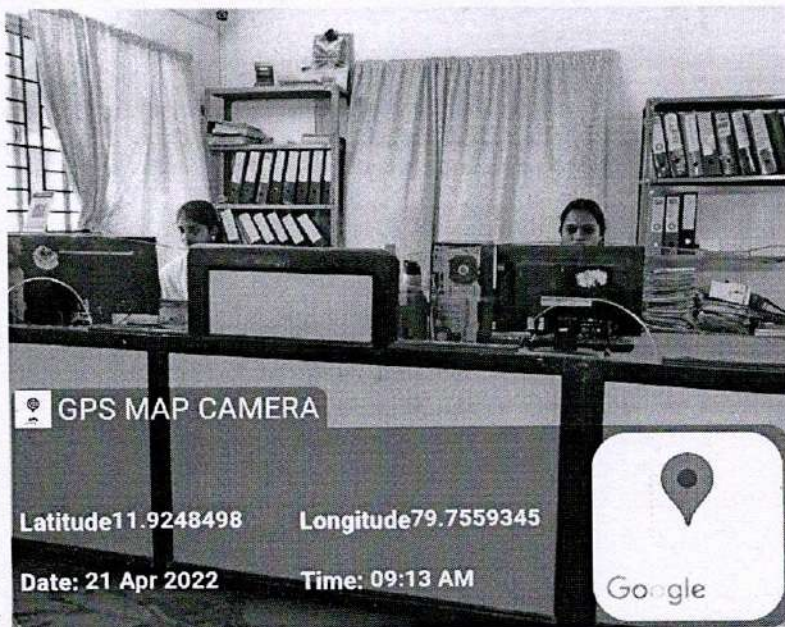 GPS MAP CAMERA
Latitude11.9248498 Longitude79.7559345
Date: 21 Apr 2022 Time: 09:13 AM
Google